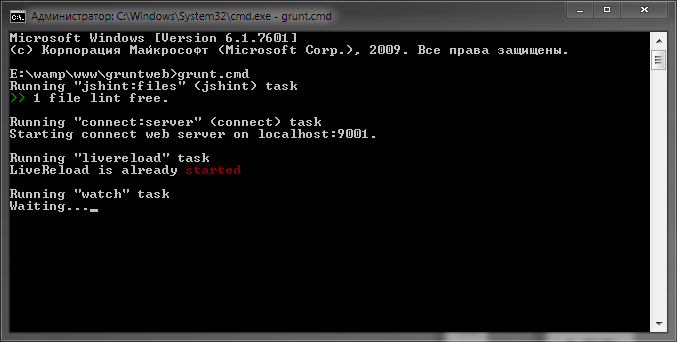 Администратор: C:\Windows\System32\cmd.exe - grunt.cmd
Microsoft Windows [Version 6.1.7601]
(c) Корпорация Майкрософт (Microsoft Corp.), 2009. Все права защищены.
E:\wamp\www\gruntweb>grunt.cmd
Running "jshint:files" (jshint) task
>> 1 file lint free.
Running "connect:server" (connect) task
Starting connect web server on localhost:9001.
Running "livereload" task
LiveReload is already started
Running "watch" task
Waiting...